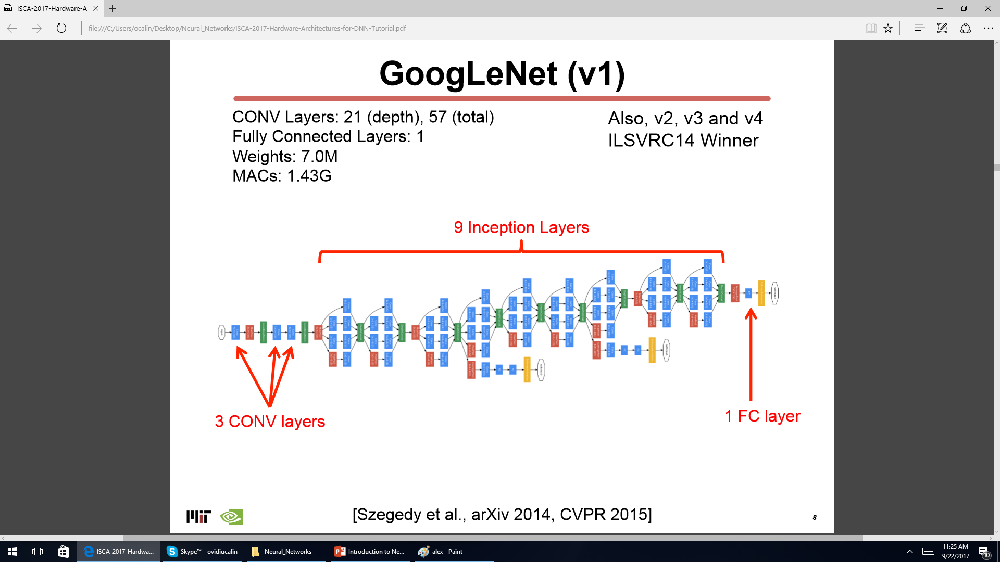 ISCA-2017-Hardware-A
file:///C:/Users/ocalin/Desktop/Neural_Networks/ISCA-2017-Hardware-Architectures-for-DNN-Tutorial.pdf
GoogLeNet (v1)
CONV Layers: 21 (depth), 57 (total)
Fully Connected Layers: 1
Weights: 7.0M
MACs: 1.43G
Also, v2, v3 and v4
ILSVRC14 Winner
9 Inception Layers
3 CONV layers
1 FC layer
MIT
[Szegedy et al., arXiv 2014, CVPR 2015]
8
ISCA-2017-Hardwa...
Skype™ - ovidiucalin
Neural_Networks
Introduction to Ne...
alex - Paint
11:25 AM
9/22/2017
10